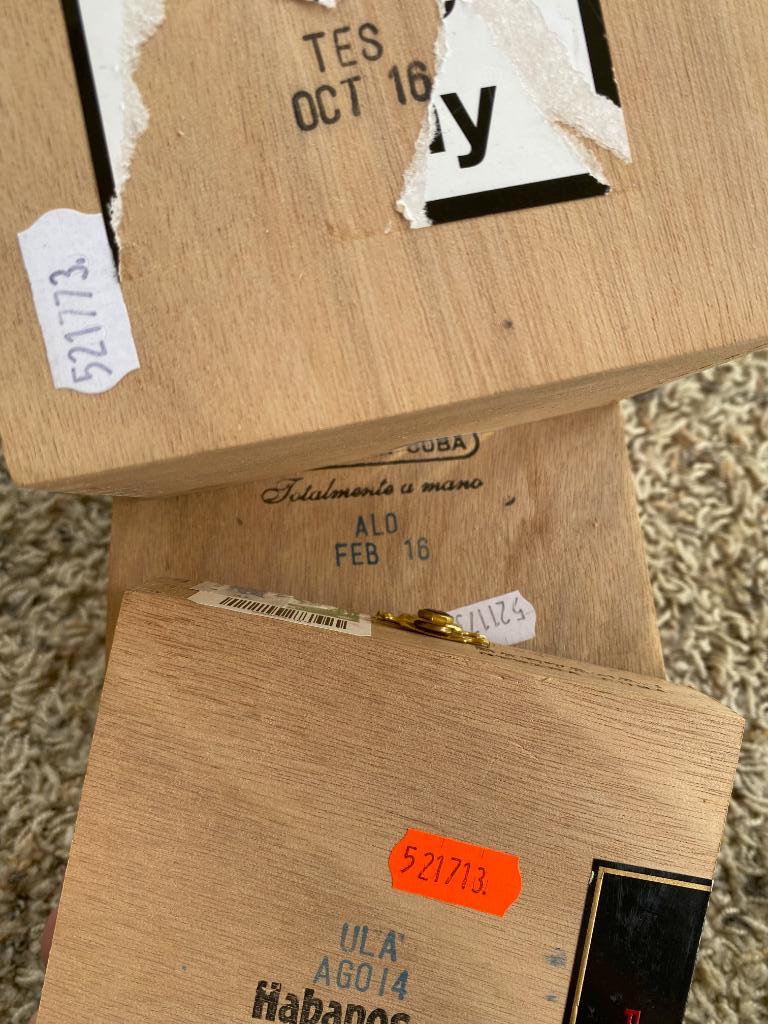 TES
OCT 16
y
521773.
CUBA
Totalmente a mano
ALO
FEB 16
521713.
ULA
AGO14
Habanos